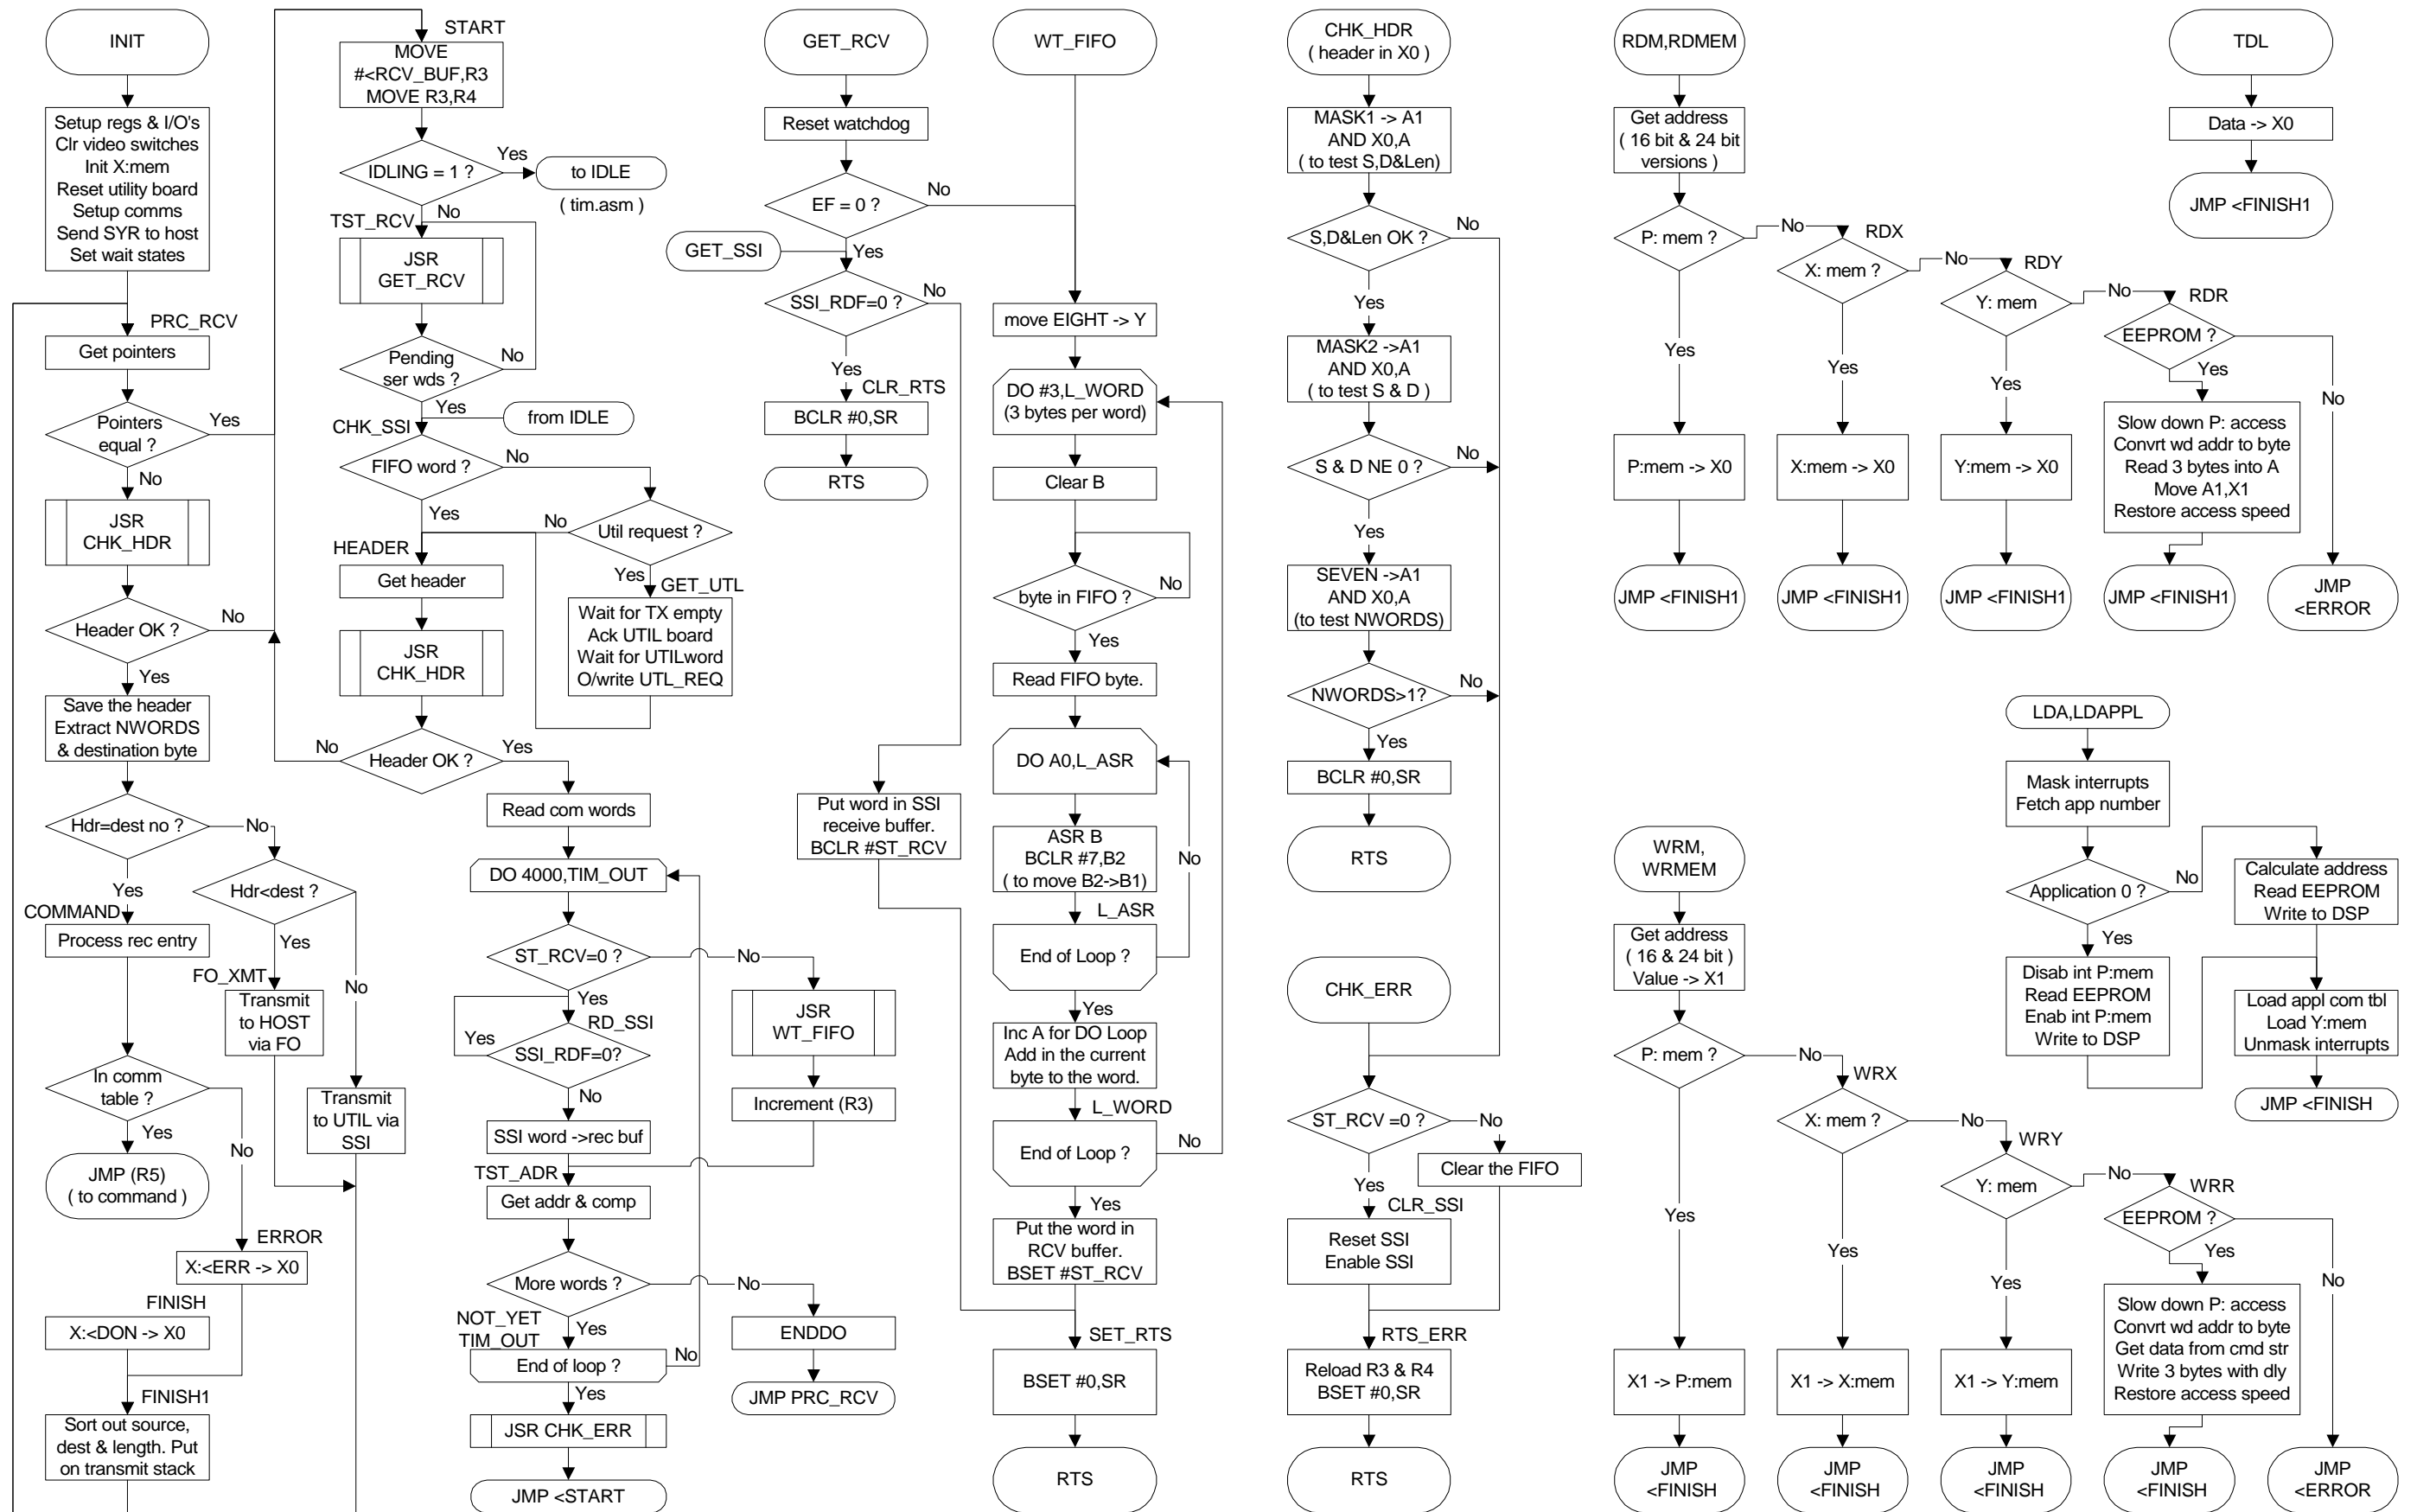 INIT
Setup regs & I/O's
Clr video switches
Init X:mem
Reset utility board
Setup comms
Send SYR to host
Set wait states
PRC_RCV
Get pointers
Pointers
equal ?
Yes
No
JSR
CHK_HDR
Header OK ?
No
Yes
Save the header
Extract NWORDS
& destination byte
Hdr=dest no ?
No
Yes
Hdr<dest ?
Yes
No
COMMAND
Process rec entry
FO_XMT
Transmit
to HOST
via FO
In comm
table ?
Yes
No
Transmit
to UTIL via
SSI
JMP (R5)
( to command )
ERROR
X:<ERR -> X0
FINISH
X:<DON -> X0
FINISH1
Sort out source,
dest & length. Put
on transmit stack
START
MOVE
#<RCV_BUF,R3
MOVE R3,R4
IDLING = 1 ?
Yes
to IDLE
( tim.asm )
No
TST_RCV
JSR
GET_RCV
Pending
ser wds ?
No
Yes
from IDLE
CHK_SSI
FIFO word ?
No
Yes
Util request ?
No
Yes
HEADER
Get header
GET_UTL
Wait for TX empty
Ack UTIL board
Wait for UTILword
O/write UTL_REQ
JSR
CHK_HDR
Header OK ?
No
Yes
Read com words
DO 4000,TIM_OUT
ST_RCV=0 ?
No
Yes
RD_SSI
SSI_RDF=0?
Yes
No
JSR
WT_FIFO
Increment (R3)
SSI word ->rec buf
TST_ADR
Get addr & comp
More words ?
No
Yes
NOT_YET
TIM_OUT
End of loop ?
No
Yes
ENDDO
JMP PRC_RCV
JSR CHK_ERR
JMP <START
GET_RCV
Reset watchdog
EF = 0 ?
No
Yes
GET_SSI
SSI_RDF=0 ?
No
Yes
CLR_RTS
BCLR #0,SR
RTS
Put word in SSI
receive buffer.
BCLR #ST_RCV
WT_FIFO
move EIGHT -> Y
DO #3,L_WORD
(3 bytes per word)
Clear B
byte in FIFO ?
No
Yes
Read FIFO byte.
DO A0,L_ASR
ASR B
BCLR #7,B2
( to move B2->B1)
No
L_ASR
End of Loop ?
Yes
Inc A for DO Loop
Add in the current
byte to the word.
L_WORD
End of Loop ?
No
Yes
Put the word in
RCV buffer.
BSET #ST_RCV
SET_RTS
BSET #0,SR
RTS
CHK_HDR
( header in X0 )
MASK1 -> A1
AND X0,A
( to test S,D&Len)
S,D&Len OK ?
No
Yes
MASK2 ->A1
AND X0,A
( to test S & D )
S & D NE 0 ?
No
Yes
SEVEN ->A1
AND X0,A
(to test NWORDS)
NWORDS>1?
No
Yes
BCLR #0,SR
RTS
CHK_ERR
ST_RCV =0 ?
No
Yes
Clear the FIFO
CLR_SSI
Reset SSI
Enable SSI
RTS_ERR
Reload R3 & R4
BSET #0,SR
RTS
RDM,RDMEM
Get address
( 16 bit & 24 bit
versions )
P: mem ?
No
Yes
RDX
X: mem ?
No
Yes
RDY
Y: mem
No
Yes
RDR
EEPROM ?
Yes
No
P:mem -> X0
X:mem -> X0
Y:mem -> X0
Slow down P: access
Convrt wd addr to byte
Read 3 bytes into A
Move A1,X1
Restore access speed
JMP <FINISH1
JMP <FINISH1
JMP <FINISH1
JMP <FINISH1
JMP
<ERROR
TDL
Data -> X0
JMP <FINISH1
LDA,LDAPPL
Mask interrupts
Fetch app number
Application 0 ?
No
Yes
Calculate address
Read EEPROM
Write to DSP
Disab int P:mem
Read EEPROM
Enab int P:mem
Write to DSP
Load appl com tbl
Load Y:mem
Unmask interrupts
JMP <FINISH
WRM,
WRMEM
Get address
( 16 & 24 bit )
Value -> X1
P: mem ?
No
Yes
WRX
X: mem ?
No
Yes
WRY
Y: mem
No
Yes
WRR
EEPROM ?
Yes
No
X1 -> P:mem
X1 -> X:mem
X1 -> Y:mem
Slow down P: access
Convrt wd addr to byte
Get data from cmd str
Write 3 bytes with dly
Restore access speed
JMP
<FINISH
JMP
<FINISH
JMP
<FINISH
JMP
<FINISH
JMP
<ERROR